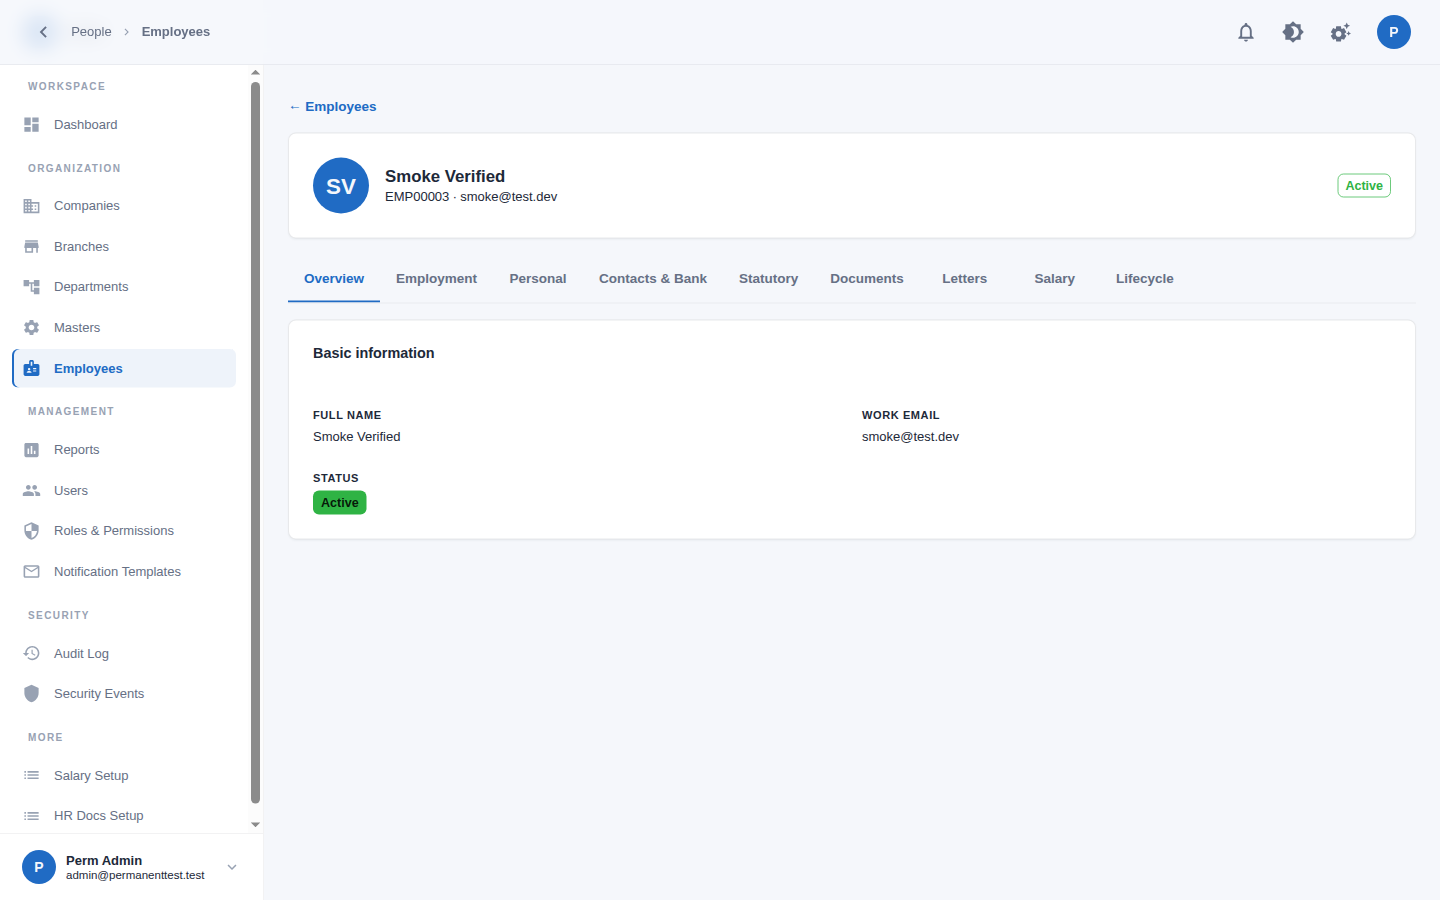 People › Employees
P
WORKSPACE
Dashboard
ORGANIZATION
Companies
Branches
Departments
Masters
Employees
MANAGEMENT
Reports
Users
Roles & Permissions
Notification Templates
SECURITY
Audit Log
Security Events
MORE
Salary Setup
HR Docs Setup
P
Perm Admin
admin@permanenttest.test
← Employees
SV
Smoke Verified
EMP00003 · smoke@test.dev
Active
Overview Employment Personal Contacts & Bank Statutory Documents Letters Salary Lifecycle
Basic information
FULL NAME
Smoke Verified
WORK EMAIL
smoke@test.dev
STATUS
Active